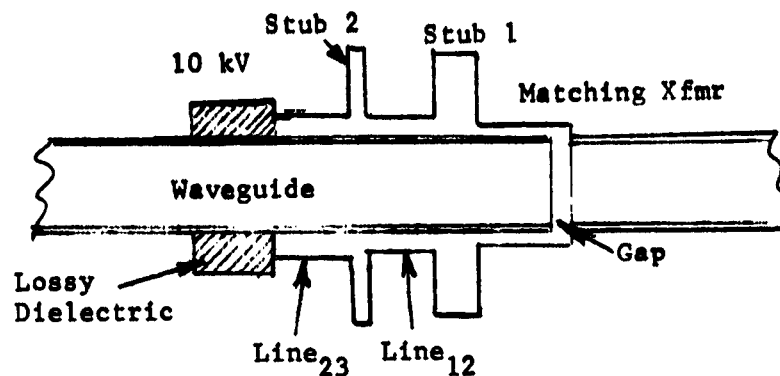 Stub 2
Stub 1
10 kV
Matching Xfmr
Waveguide
Gap
Lossy
Dielectric
Line23
Line12